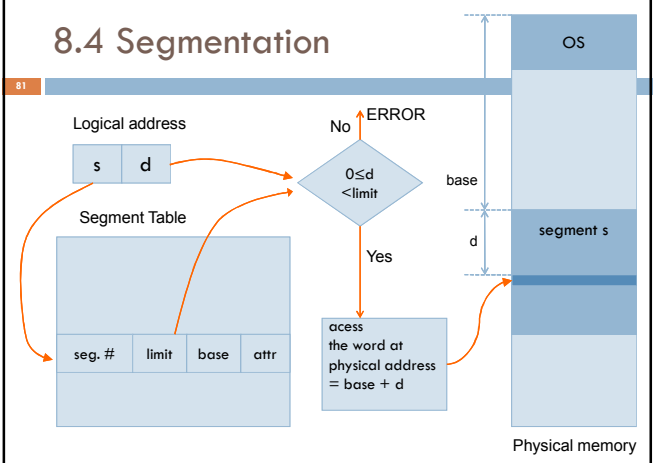 8.4 Segmentation
81
Logical address
s d
No
ERROR
0≤d
<limit
Yes
Segment Table
seg. # limit base attr
acess
the word at
physical address
= base + d
OS
base
d
segment s
Physical memory